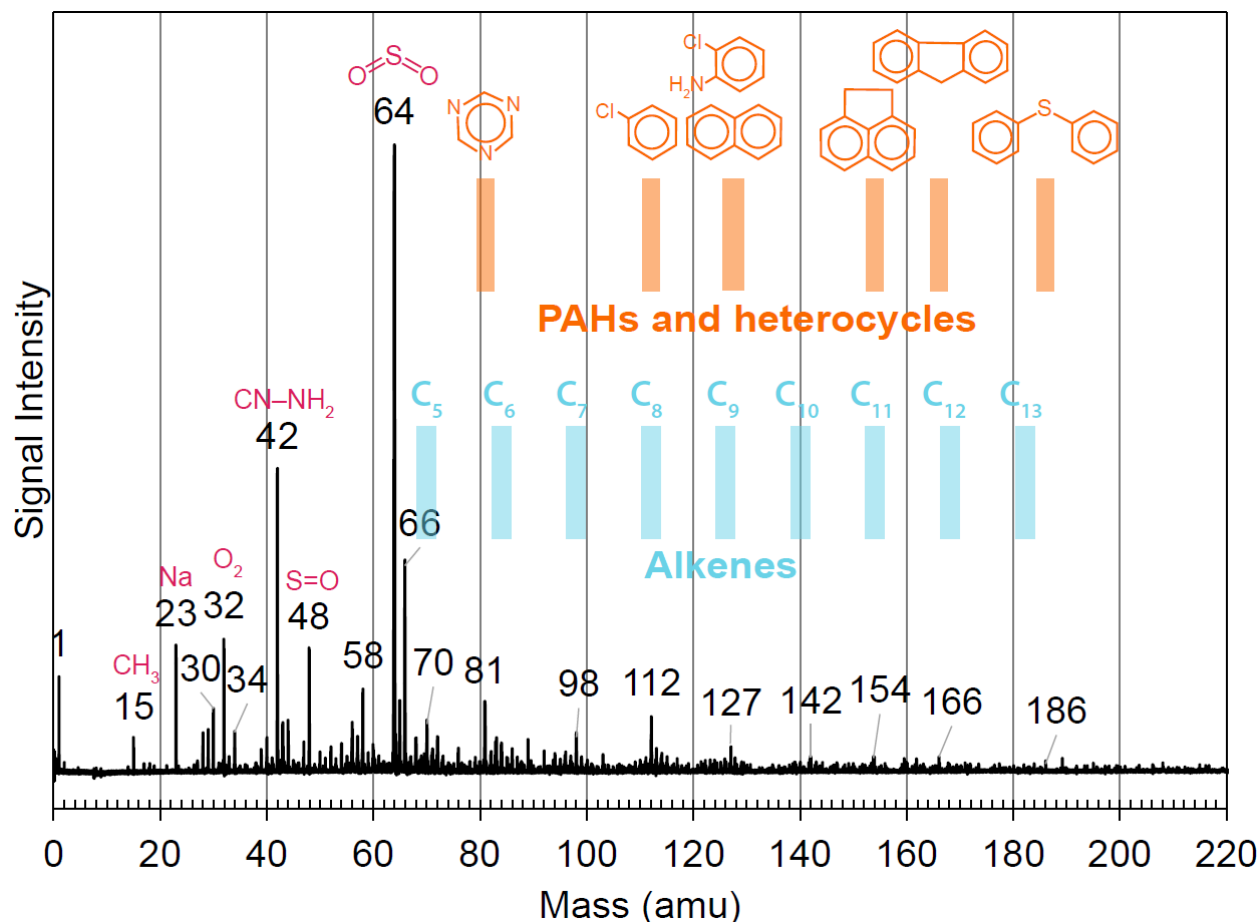 O S O
64
Cl
H₂N
N N
N
Cl
S
PAHs and heterocycles
CN–NH₂
42
C₅ C₆ C₇ C₈ C₉ C₁₀ C₁₁ C₁₂ C₁₃
66
Alkenes
Na
23
O₂
32
S=O
48
1
CH₃
15
30
34
58
70
81
98
112
127
142
154
166
186
Signal Intensity
0 20 40 60 80 100 120 140 160 180 200 220
Mass (amu)